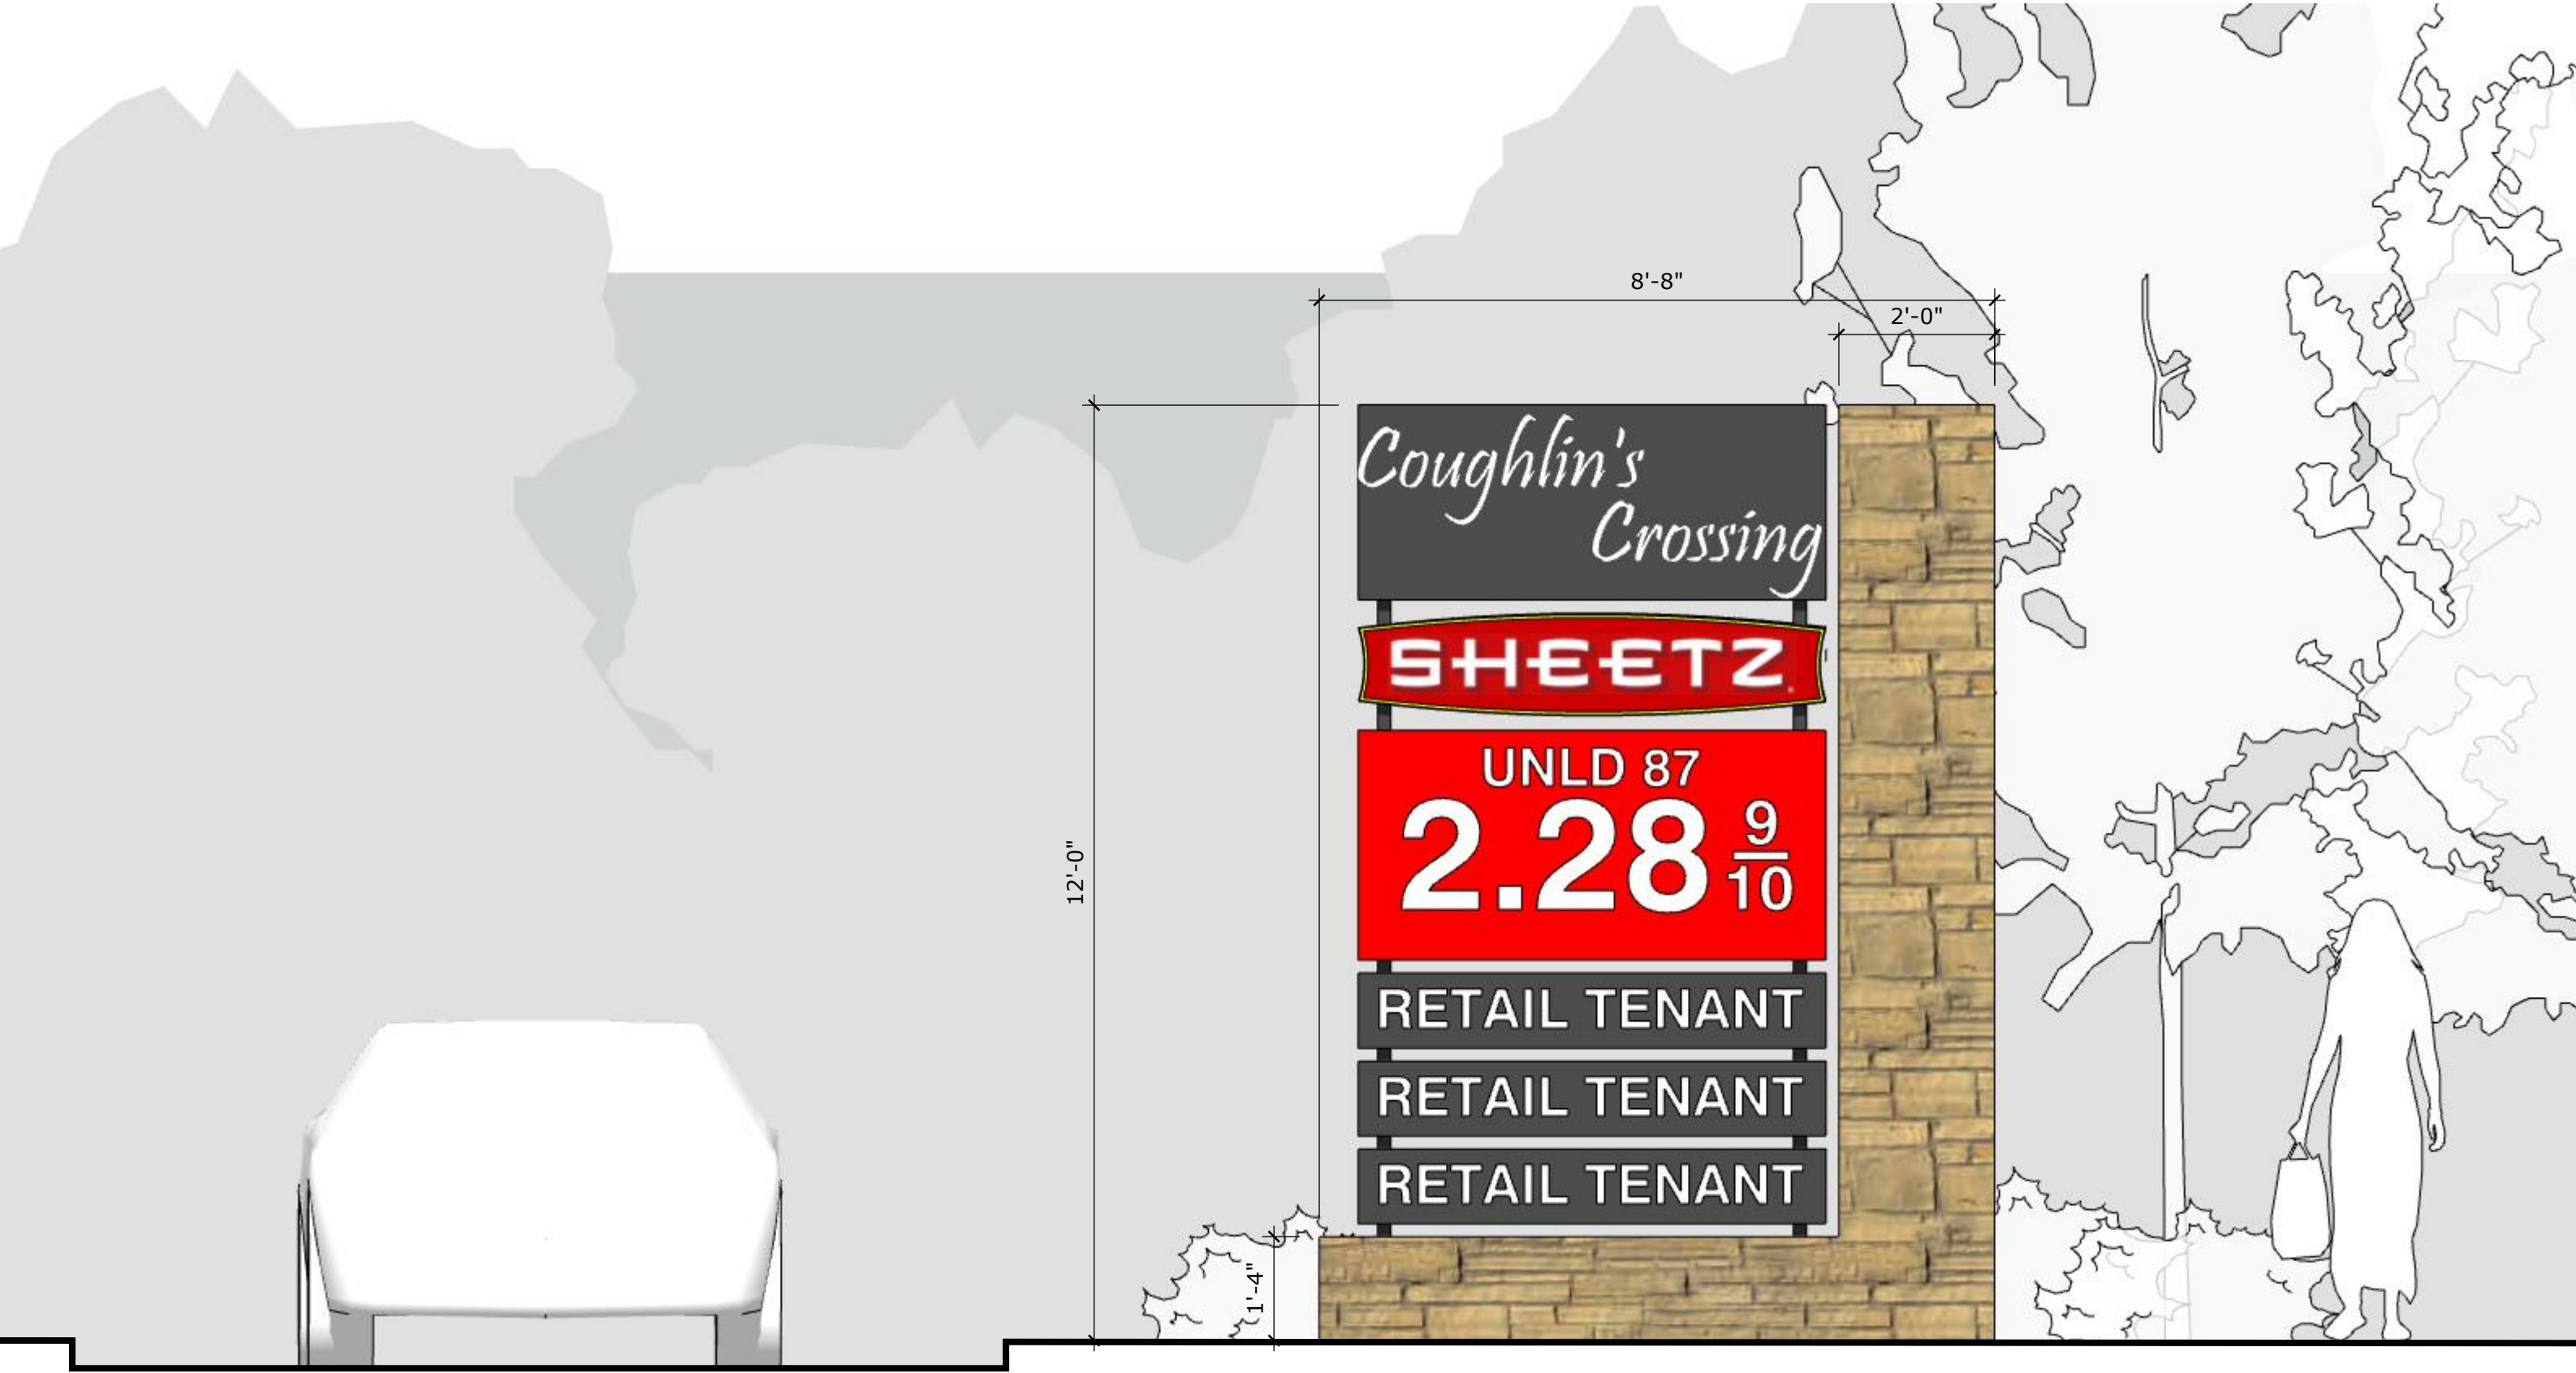 8'-8"
2'-0"
Coughlin's
Crossing
SHEETZ
UNLD 87
2.28 9/10
12'-0"
RETAIL TENANT
RETAIL TENANT
RETAIL TENANT
1'-4"